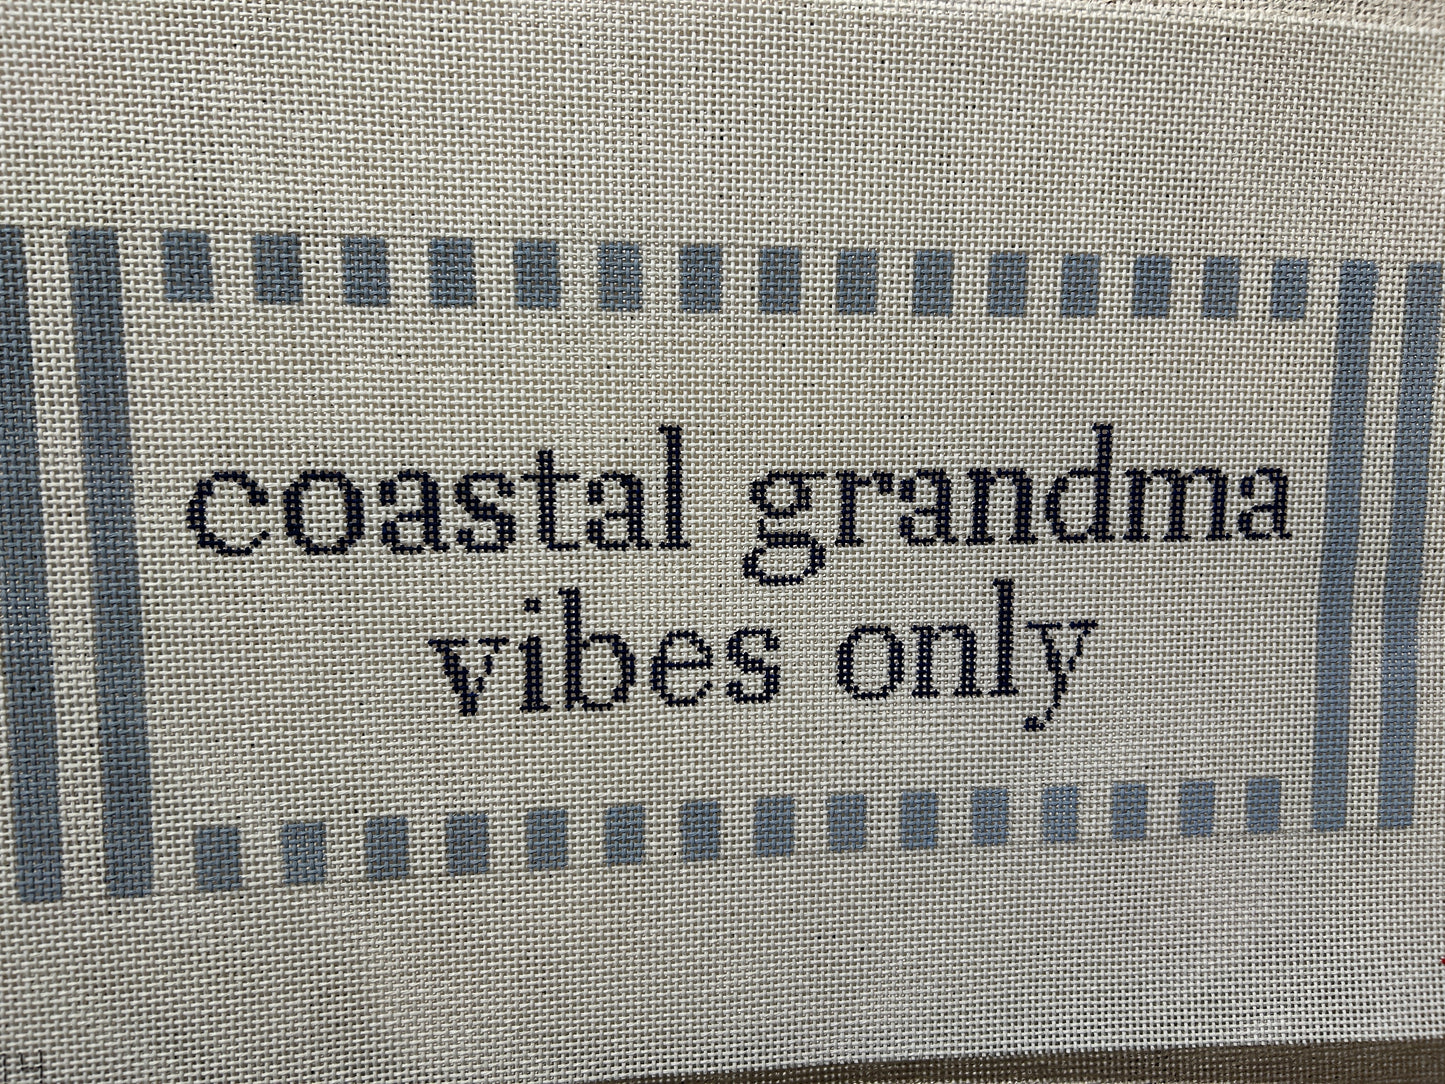 coastal grandma
vibes only